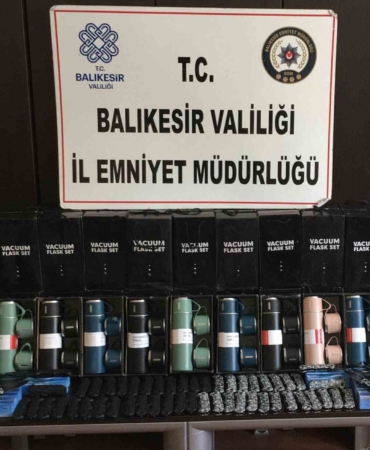 T.C.
BALIKESİR
VALİLİĞİ
T.C.
BALIKESİR VALİLİĞİ
İL EMNİYET MÜDÜRLÜĞÜ
VACUUM
FLASK SET
VACUUM
FLASK SET
VACUUM
FLASK SET
VACUUM
FLASK SET
VACUUM
FLASK SET
VACUUM
FLASK SET
VACUUM
FLASK SET
VACUUM
FLASK SET
VACUUM
FLASK SET